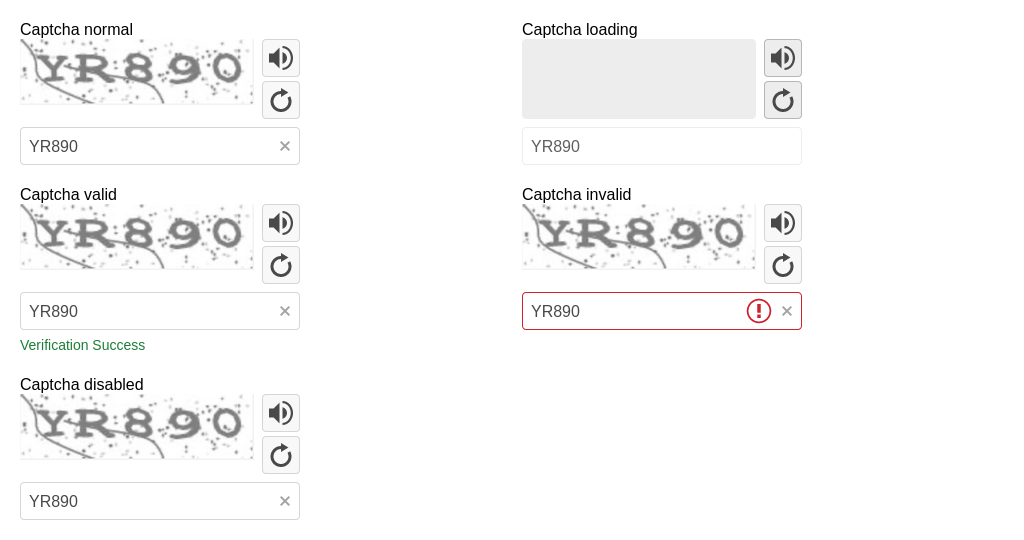 Captcha normal
YR890
YR890
Captcha loading
YR890
Captcha valid
YR890
YR890
Verification Success
Captcha invalid
YR890
YR890
Captcha disabled
YR890
YR890